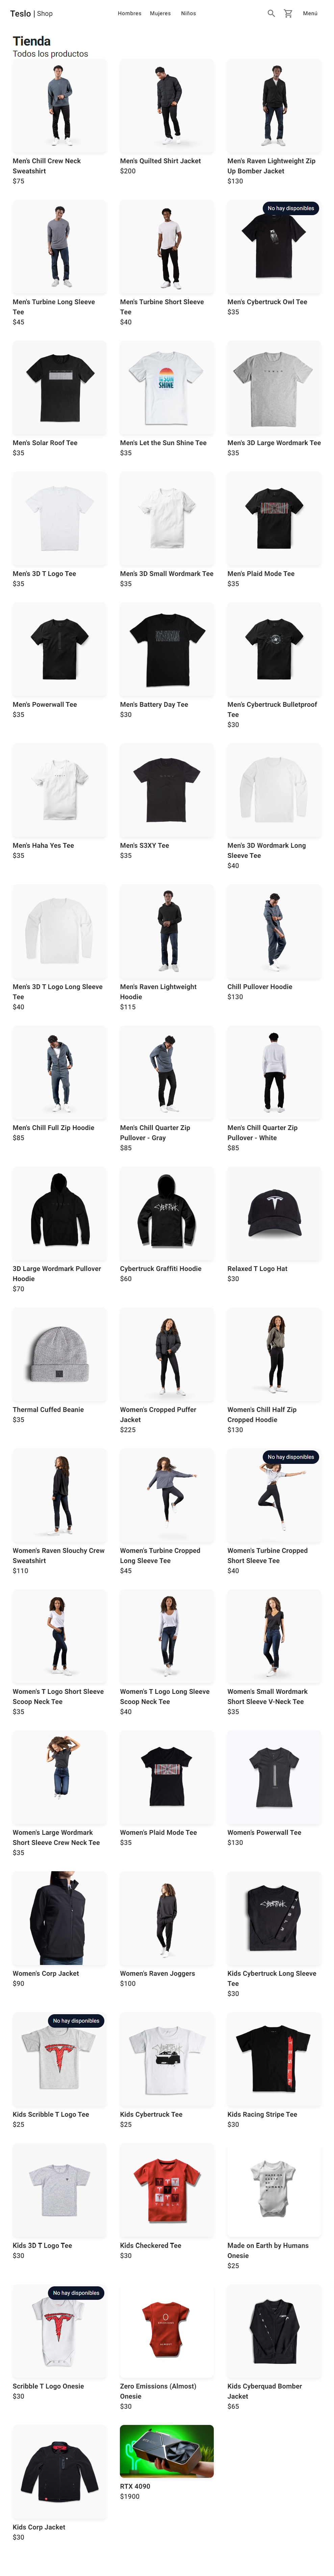 Teslo | Shop
Hombres Mujeres Niños
Menú
Tienda
Todos los productos
Men's Chill Crew Neck
Sweatshirt
$75
Men's Quilted Shirt Jacket
$200
Men's Raven Lightweight Zip
Up Bomber Jacket
$130
Men's Turbine Long Sleeve
Tee
$45
Men's Turbine Short Sleeve
Tee
$40
No hay disponibles
Men's Cybertruck Owl Tee
$35
Men's Solar Roof Tee
$35
SUN
SHINE
Men's Let the Sun Shine Tee
$35
Men's 3D Large Wordmark Tee
$35
Men's 3D T Logo Tee
$35
Men's 3D Small Wordmark Tee
$35
Men's Plaid Mode Tee
$35
Men's Powerwall Tee
$35
Men's Battery Day Tee
$30
Men's Cybertruck Bulletproof
Tee
$30
Men's Haha Yes Tee
$35
Men's S3XY Tee
$35
Men's 3D Wordmark Long
Sleeve Tee
$40
Men's 3D T Logo Long Sleeve
Tee
$40
Men's Raven Lightweight
Hoodie
$115
Chill Pullover Hoodie
$130
Men's Chill Full Zip Hoodie
$85
Men's Chill Quarter Zip
Pullover - Gray
$85
Men's Chill Quarter Zip
Pullover - White
$85
3D Large Wordmark Pullover
Hoodie
$70
Cybertruck Graffiti Hoodie
$60
Relaxed T Logo Hat
$30
Thermal Cuffed Beanie
$35
Women's Cropped Puffer
Jacket
$225
Women's Chill Half Zip
Cropped Hoodie
$130
Women's Raven Slouchy Crew
Sweatshirt
$110
Women's Turbine Cropped
Long Sleeve Tee
$45
No hay disponibles
Women's Turbine Cropped
Short Sleeve Tee
$40
Women's T Logo Short Sleeve
Scoop Neck Tee
$35
Women's T Logo Long Sleeve
Scoop Neck Tee
$40
Women's Small Wordmark
Short Sleeve V-Neck Tee
$35
Women's Large Wordmark
Short Sleeve Crew Neck Tee
$35
Women's Plaid Mode Tee
$35
Women's Powerwall Tee
$130
Women's Corp Jacket
$90
Women's Raven Joggers
$100
Kids Cybertruck Long Sleeve
Tee
$30
No hay disponibles
Kids Scribble T Logo Tee
$25
Kids Cybertruck Tee
$25
Kids Racing Stripe Tee
$30
Kids 3D T Logo Tee
$30
Kids Checkered Tee
$30
Made on Earth by Humans
Onesie
$25
No hay disponibles
Scribble T Logo Onesie
$30
Zero Emissions (Almost)
Onesie
$30
Kids Cyberquad Bomber
Jacket
$65
Kids Corp Jacket
$30
RTX 4090
$1900